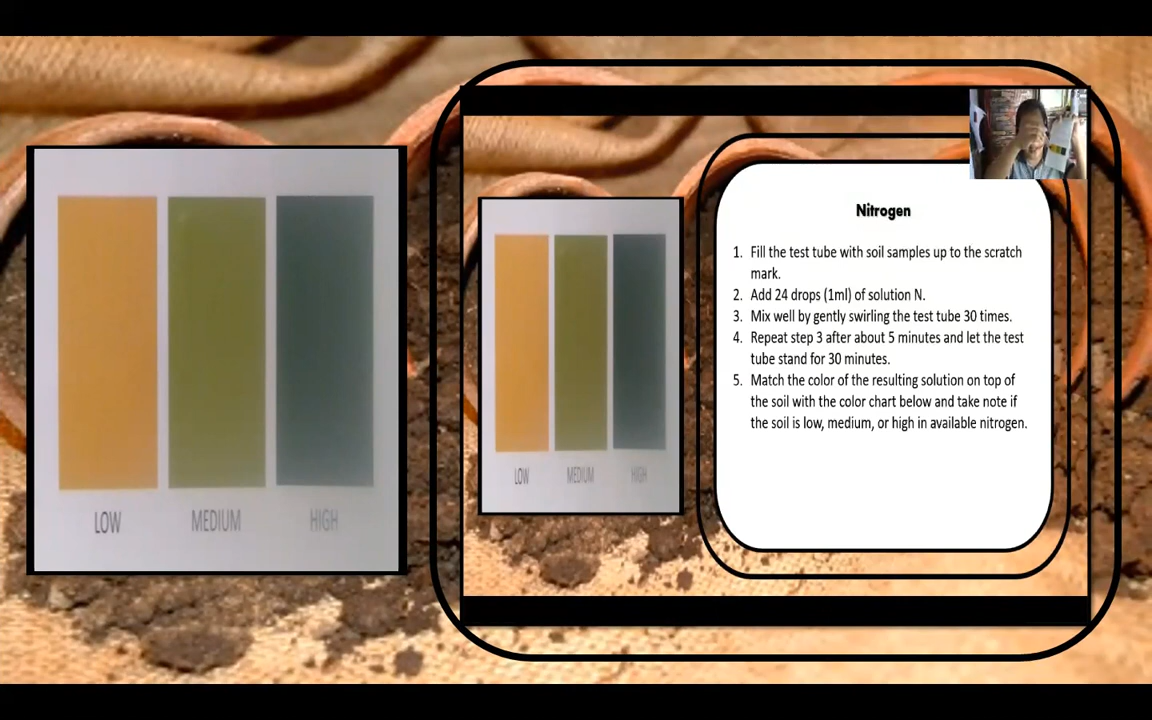 LOW MEDIUM HIGH
LOW MEDIUM HIGH
Nitrogen
1. Fill the test tube with soil samples up to the scratch
mark.
2. Add 24 drops (1ml) of solution N.
3. Mix well by gently swirling the test tube 30 times.
4. Repeat step 3 after about 5 minutes and let the test
tube stand for 30 minutes.
5. Match the color of the resulting solution on top of
the soil with the color chart below and take note if
the soil is low, medium, or high in available nitrogen.